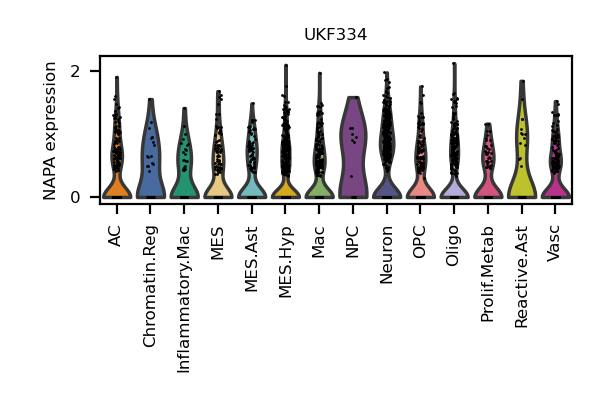 UKF334
NAPA expression
2
0
AC
Chromatin.Reg
Inflammatory.Mac
MES
MES.Ast
MES.Hyp
Mac
NPC
Neuron
OPC
Oligo
Prolif.Metab
Reactive.Ast
Vasc